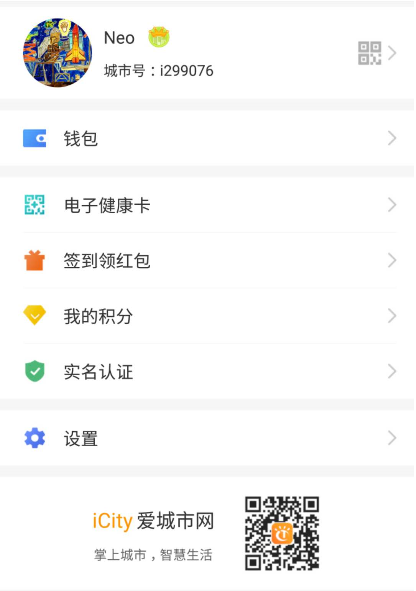 Neo
城市号：i299076
钱包
电子健康卡
签到领红包
我的积分
实名认证
设置
iCity 爱城市网
掌上城市，智慧生活